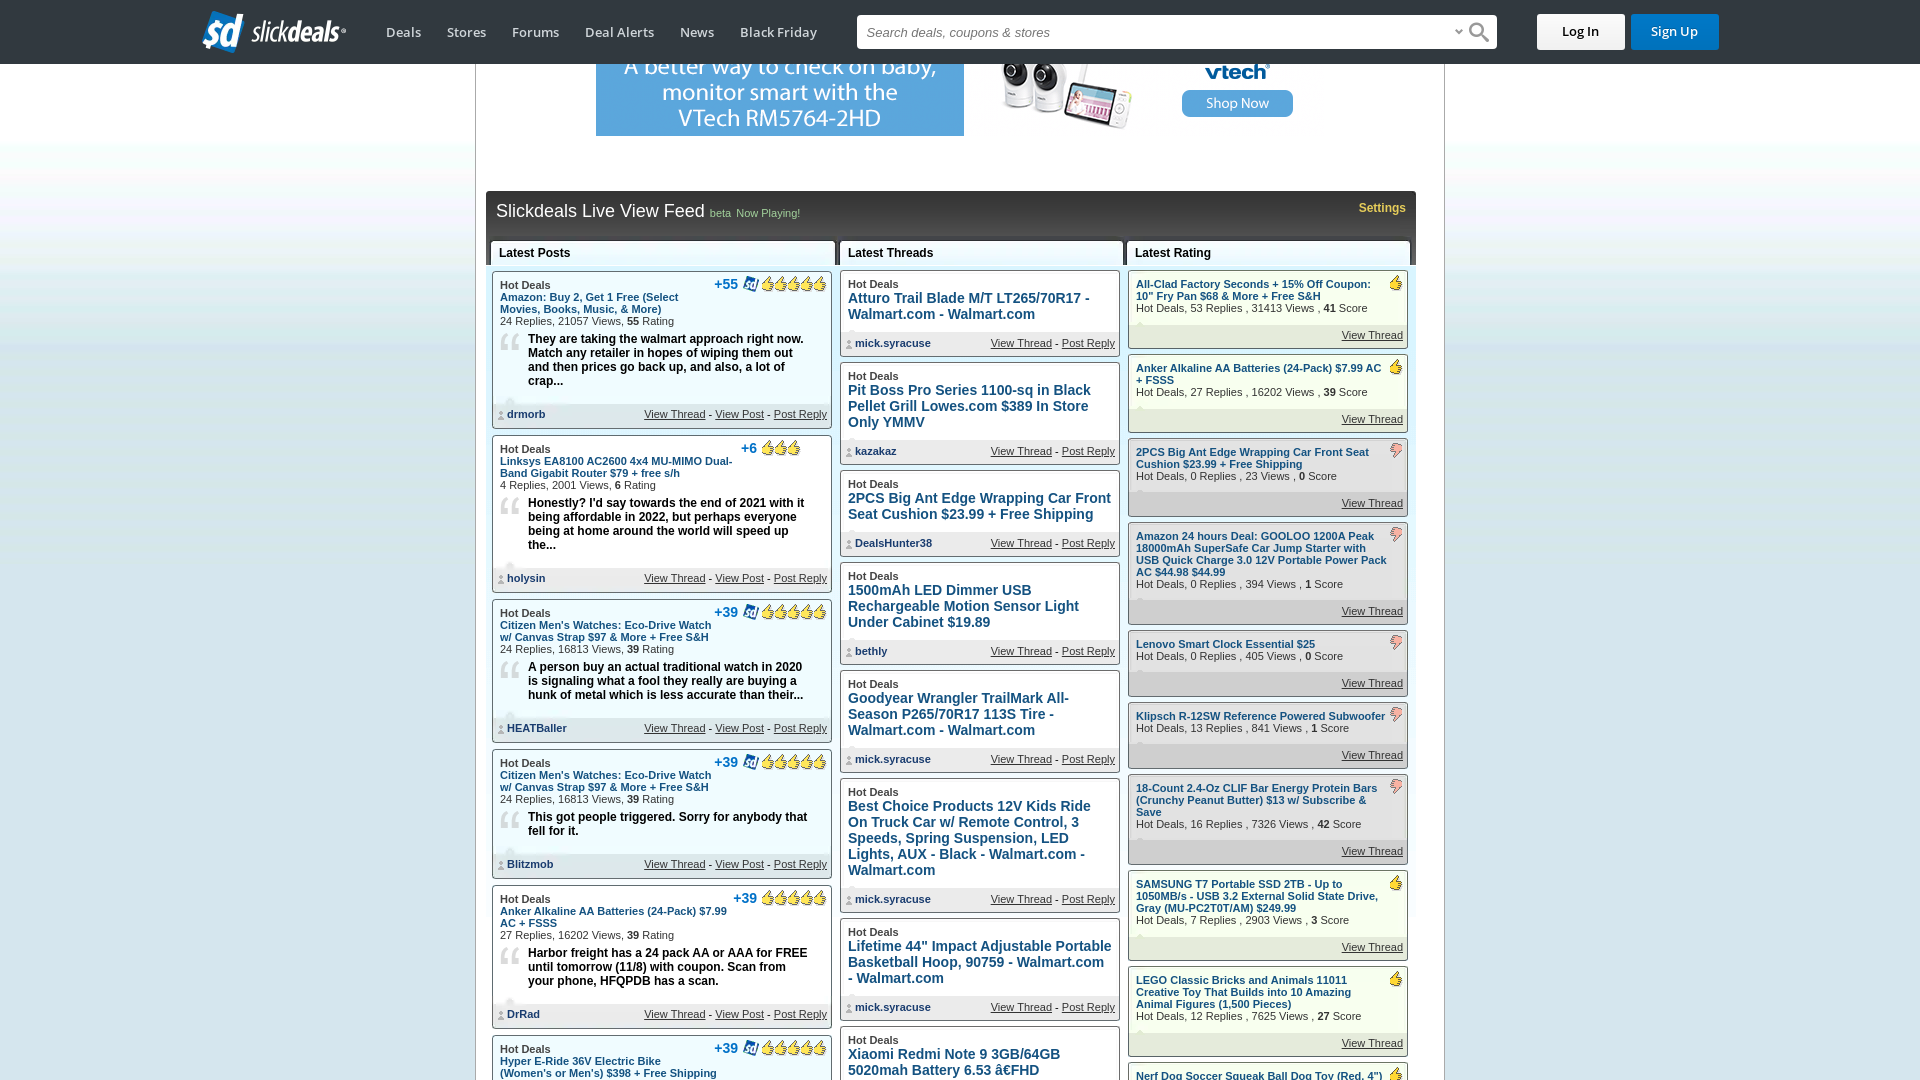 sd slickdeals
Deals
Stores
Forums
Deal Alerts
News
Black Friday
Search deals, coupons & stores
Log In
Sign Up
A better way to check on baby,
monitor smart with the
VTech RM5764-2HD
vtech
Shop Now
Slickdeals Live View Feed beta Now Playing!
Settings
Latest Posts
Hot Deals
+55
Amazon: Buy 2, Get 1 Free (Select
Movies, Books, Music, & More)
24 Replies, 21057 Views, 55 Rating
They are taking the walmart approach right now.
Match any retailer in hopes of wiping them out
and then prices go back up, and also, a lot of
crap...
drmorb
View Thread - View Post - Post Reply
Hot Deals
+6
Linksys EA8100 AC2600 4x4 MU-MIMO Dual-
Band Gigabit Router $79 + free s/h
4 Replies, 2001 Views, 6 Rating
Honestly? I'd say towards the end of 2021 with it
being affordable in 2022, but perhaps everyone
being at home around the world will speed up
the...
holysin
View Thread - View Post - Post Reply
Hot Deals
+39
Citizen Men's Watches: Eco-Drive Watch
w/ Canvas Strap $97 & More + Free S&H
24 Replies, 16813 Views, 39 Rating
A person buy an actual traditional watch in 2020
is signaling what a fool they really are buying a
hunk of metal which is less accurate than their...
HEATBaller
View Thread - View Post - Post Reply
Hot Deals
+39
Citizen Men's Watches: Eco-Drive Watch
w/ Canvas Strap $97 & More + Free S&H
24 Replies, 16813 Views, 39 Rating
This got people triggered. Sorry for anybody that
fell for it.
Blitzmob
View Thread - View Post - Post Reply
Hot Deals
+39
Anker Alkaline AA Batteries (24-Pack) $7.99
AC + FSSS
27 Replies, 16202 Views, 39 Rating
Harbor freight has a 24 pack AA or AAA for FREE
until tomorrow (11/8) with coupon. Scan from
your phone, HFQPDB has a scan.
DrRad
View Thread - View Post - Post Reply
Hot Deals
+39
Hyper E-Ride 36V Electric Bike
(Women's or Men's) $398 + Free Shipping
Latest Threads
Hot Deals
Atturo Trail Blade M/T LT265/70R17 -
Walmart.com - Walmart.com
mick.syracuse
View Thread - Post Reply
Hot Deals
Pit Boss Pro Series 1100-sq in Black
Pellet Grill Lowes.com $389 In Store
Only YMMV
kazakaz
View Thread - Post Reply
Hot Deals
2PCS Big Ant Edge Wrapping Car Front
Seat Cushion $23.99 + Free Shipping
DealsHunter38
View Thread - Post Reply
Hot Deals
1500mAh LED Dimmer USB
Rechargeable Motion Sensor Light
Under Cabinet $19.89
bethly
View Thread - Post Reply
Hot Deals
Goodyear Wrangler TrailMark All-
Season P265/70R17 113S Tire -
Walmart.com - Walmart.com
mick.syracuse
View Thread - Post Reply
Hot Deals
Best Choice Products 12V Kids Ride
On Truck Car w/ Remote Control, 3
Speeds, Spring Suspension, LED
Lights, AUX - Black - Walmart.com -
Walmart.com
mick.syracuse
View Thread - Post Reply
Hot Deals
Lifetime 44" Impact Adjustable Portable
Basketball Hoop, 90759 - Walmart.com
- Walmart.com
mick.syracuse
View Thread - Post Reply
Hot Deals
Xiaomi Redmi Note 9 3GB/64GB
5020mah Battery 6.53 â€FHD
Latest Rating
All-Clad Factory Seconds + 15% Off Coupon:
10" Fry Pan $68 & More + Free S&H
Hot Deals, 53 Replies , 31413 Views , 41 Score
View Thread
Anker Alkaline AA Batteries (24-Pack) $7.99 AC
+ FSSS
Hot Deals, 27 Replies , 16202 Views , 39 Score
View Thread
2PCS Big Ant Edge Wrapping Car Front Seat
Cushion $23.99 + Free Shipping
Hot Deals, 0 Replies , 23 Views , 0 Score
View Thread
Amazon 24 hours Deal: GOOLOO 1200A Peak
18000mAh SuperSafe Car Jump Starter with
USB Quick Charge 3.0 12V Portable Power Pack
AC $44.98 $44.99
Hot Deals, 0 Replies , 394 Views , 1 Score
View Thread
Lenovo Smart Clock Essential $25
Hot Deals, 0 Replies , 405 Views , 0 Score
View Thread
Klipsch R-12SW Reference Powered Subwoofer
Hot Deals, 13 Replies , 841 Views , 1 Score
View Thread
18-Count 2.4-Oz CLIF Bar Energy Protein Bars
(Crunchy Peanut Butter) $13 w/ Subscribe &
Save
Hot Deals, 16 Replies , 7326 Views , 42 Score
View Thread
SAMSUNG T7 Portable SSD 2TB - Up to
1050MB/s - USB 3.2 External Solid State Drive,
Gray (MU-PC2T0T/AM) $249.99
Hot Deals, 7 Replies , 2903 Views , 3 Score
View Thread
LEGO Classic Bricks and Animals 11011
Creative Toy That Builds into 10 Amazing
Animal Figures (1,500 Pieces)
Hot Deals, 12 Replies , 7625 Views , 27 Score
View Thread
Nerf Dog Soccer Squeak Ball Dog Toy (Red, 4")